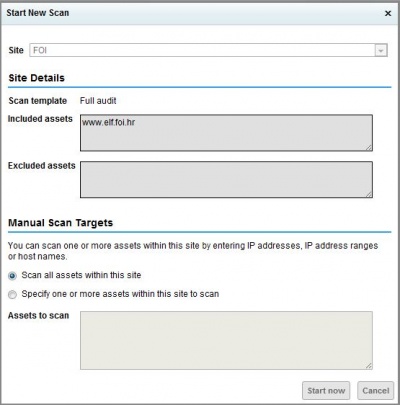 Start New Scan
Site FOI
Site Details
Scan template Full audit
Included assets www.elf.foi.hr
Excluded assets
Manual Scan Targets
You can scan one or more assets within this site by entering IP addresses, IP address ranges
or host names.
Scan all assets within this site
Specify one or more assets within this site to scan
Assets to scan
Start now Cancel